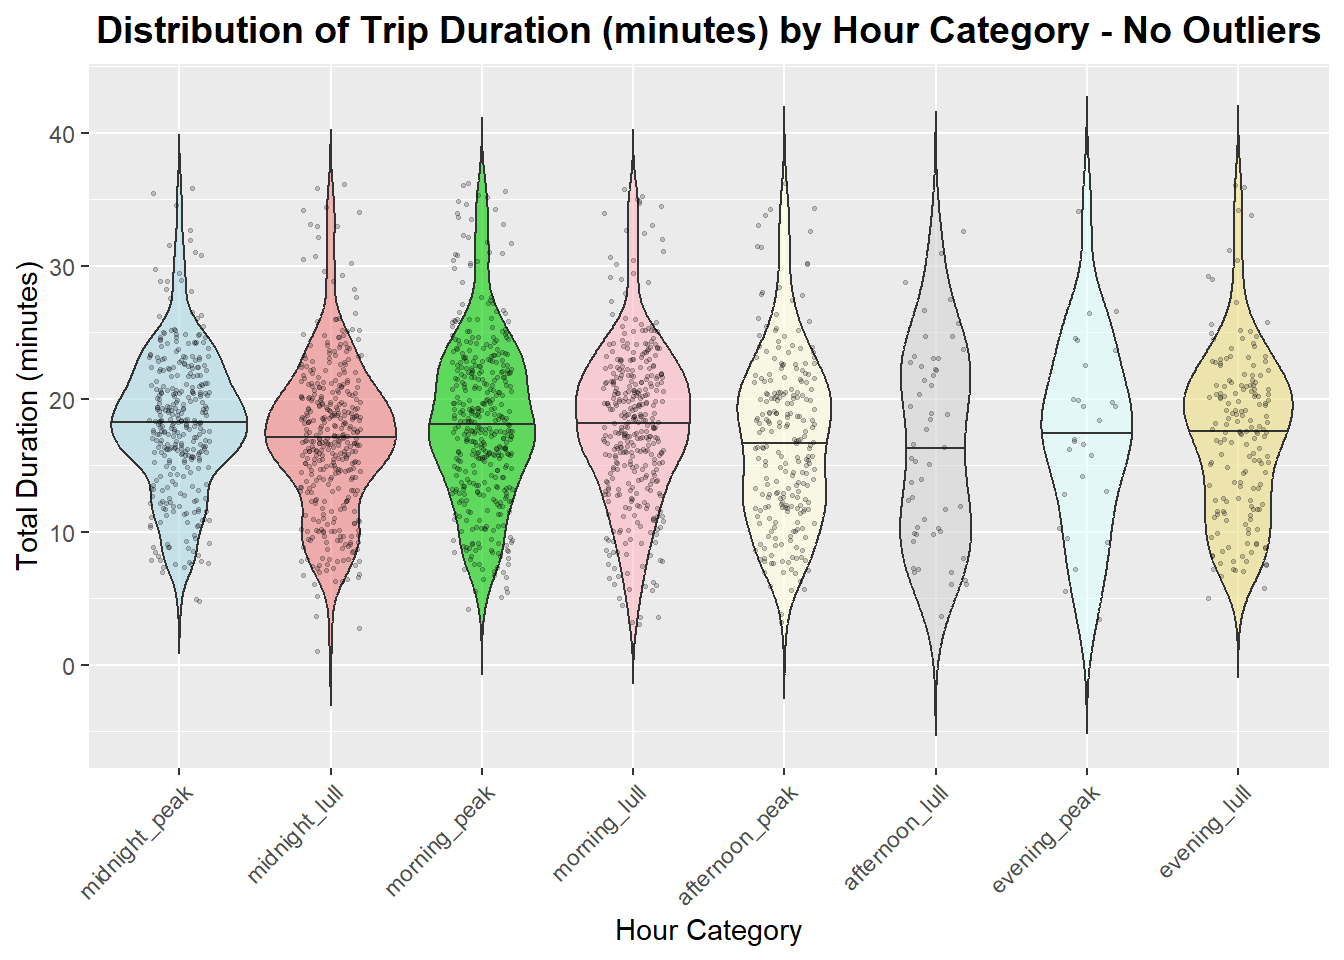 Distribution of Trip Duration (minutes) by Hour Category - No Outliers
Total Duration (minutes)
40
30
20
10
0
midnight_peak
midnight_lull
morning_peak
morning_lull
afternoon_peak
afternoon_lull
evening_peak
evening_lull
Hour Category